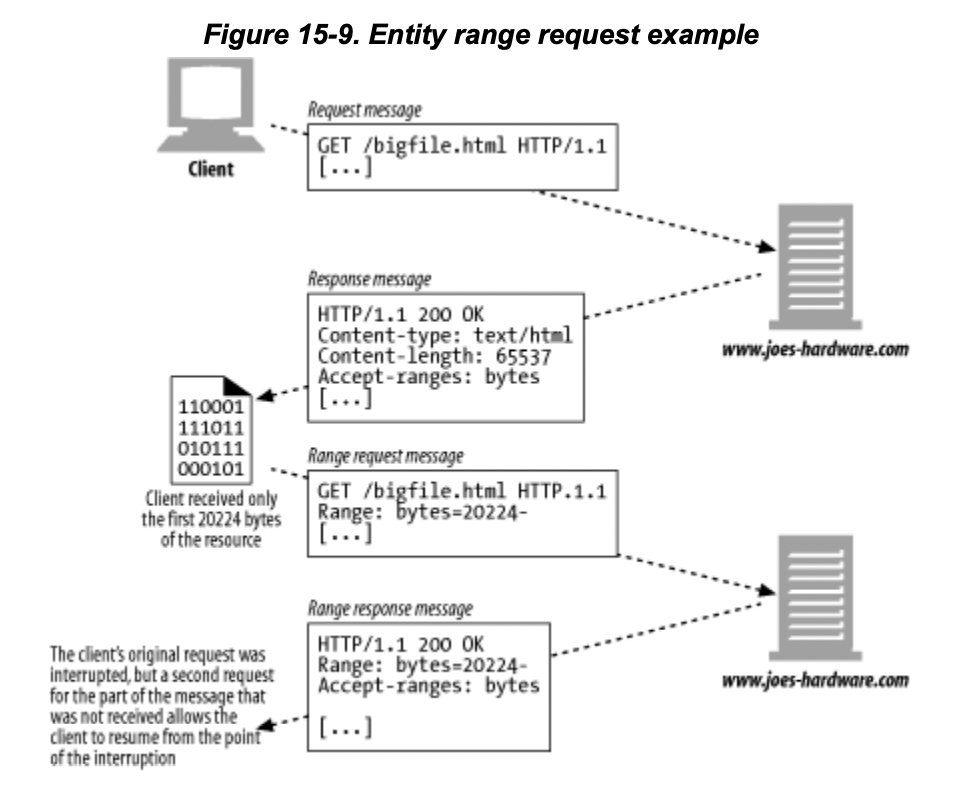 Figure 15-9. Entity range request example
Request message
GET /bigfile.html HTTP/1.1
[...]
Client
www.joes-hardware.com
Response message
HTTP/1.1 200 OK
Content-type: text/html
Content-length: 65537
Accept-ranges: bytes
[...]
110001
111011
010111
000101
Client received only
the first 20224 bytes
of the resource
Range request message
GET /bigfile.html HTTP.1.1
Range: bytes=20224-
[...]
www.joes-hardware.com
Range response message
HTTP/1.1 200 OK
Range: bytes=20224-
Accept-ranges: bytes
[...]
The client's original request was
interrupted, but a second request
for the part of the message that
was not received allows the
client to resume from the point
of the interruption